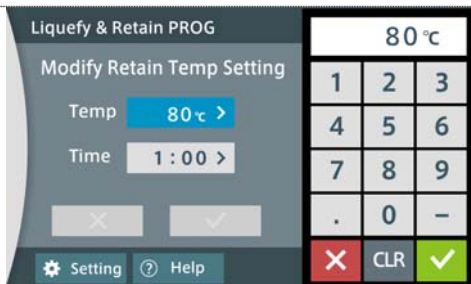 Liquefy & Retain PROG
Modify Retain Temp Setting
Temp 80℃ >
Time 1:00 >
Setting ? Help
80 ℃
1 2 3
4 5 6
7 8 9
. 0 −
CLR